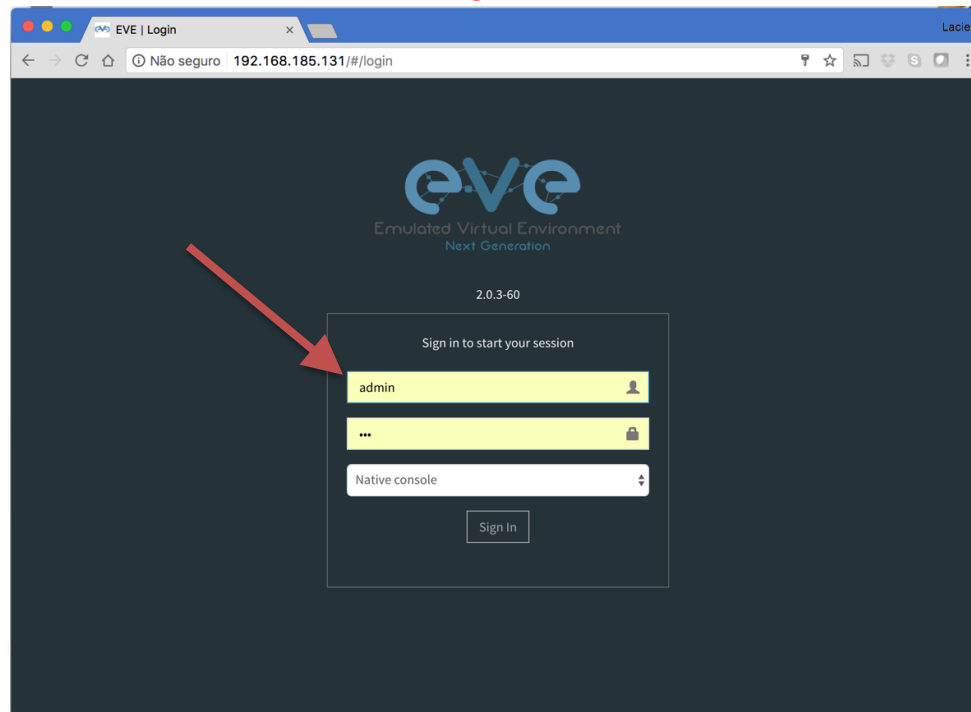 EVE | Login
Lacie
Não seguro 192.168.185.131/#/login
eve
Emulated Virtual Environment
Next Generation
2.0.3-60
Sign in to start your session
admin
•••
Native console
Sign In